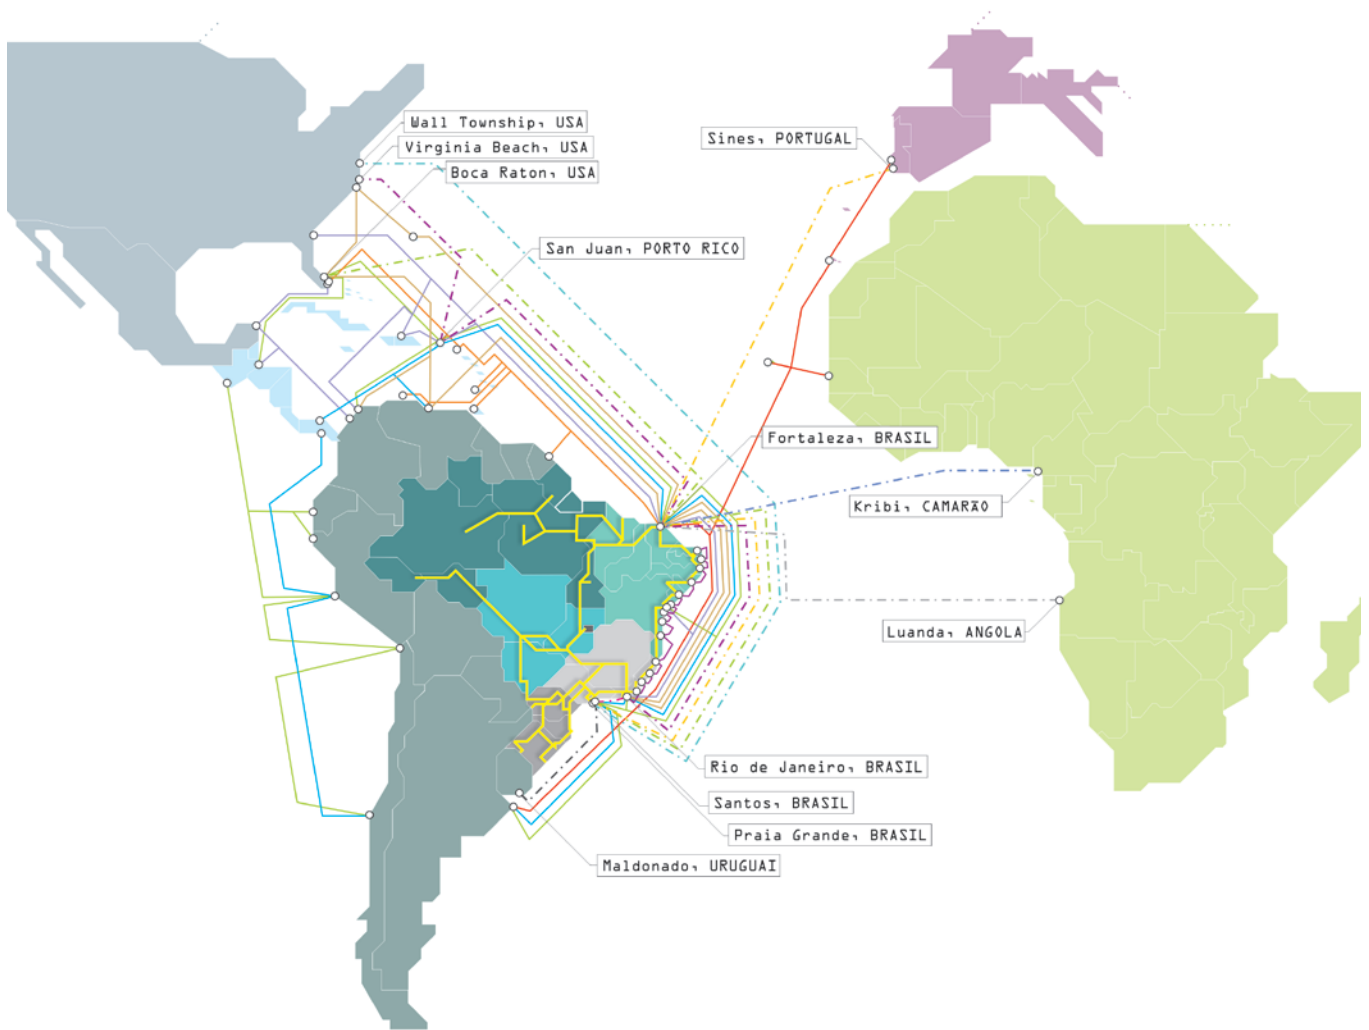 Wall Township, USA
Virginia Beach, USA
Boca Raton, USA
Sines, PORTUGAL
San Juan, PORTO RICO
Fortaleza, BRASIL
Kribi, CAMARÃO
Luanda, ANGOLA
Rio de Janeiro, BRASIL
Santos, BRASIL
Praia Grande, BRASIL
Maldonado, URUGUAI